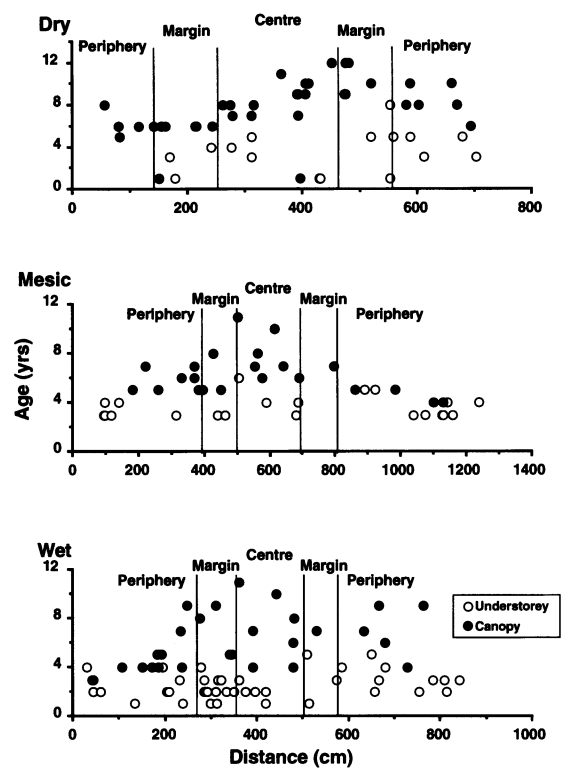 Dry
Centre
Margin Margin
Periphery Periphery
12
8
4
0
0 200 400 600 800
Mesic
Centre
12
Margin Margin
Periphery Periphery
8
Age (yrs)
4
0
0 200 400 600 800 1000 1200 1400
Wet
Centre
Margin Margin
12
Periphery Periphery
8
Understorey
Canopy
4
0
0 200 400 600 800 1000
Distance (cm)